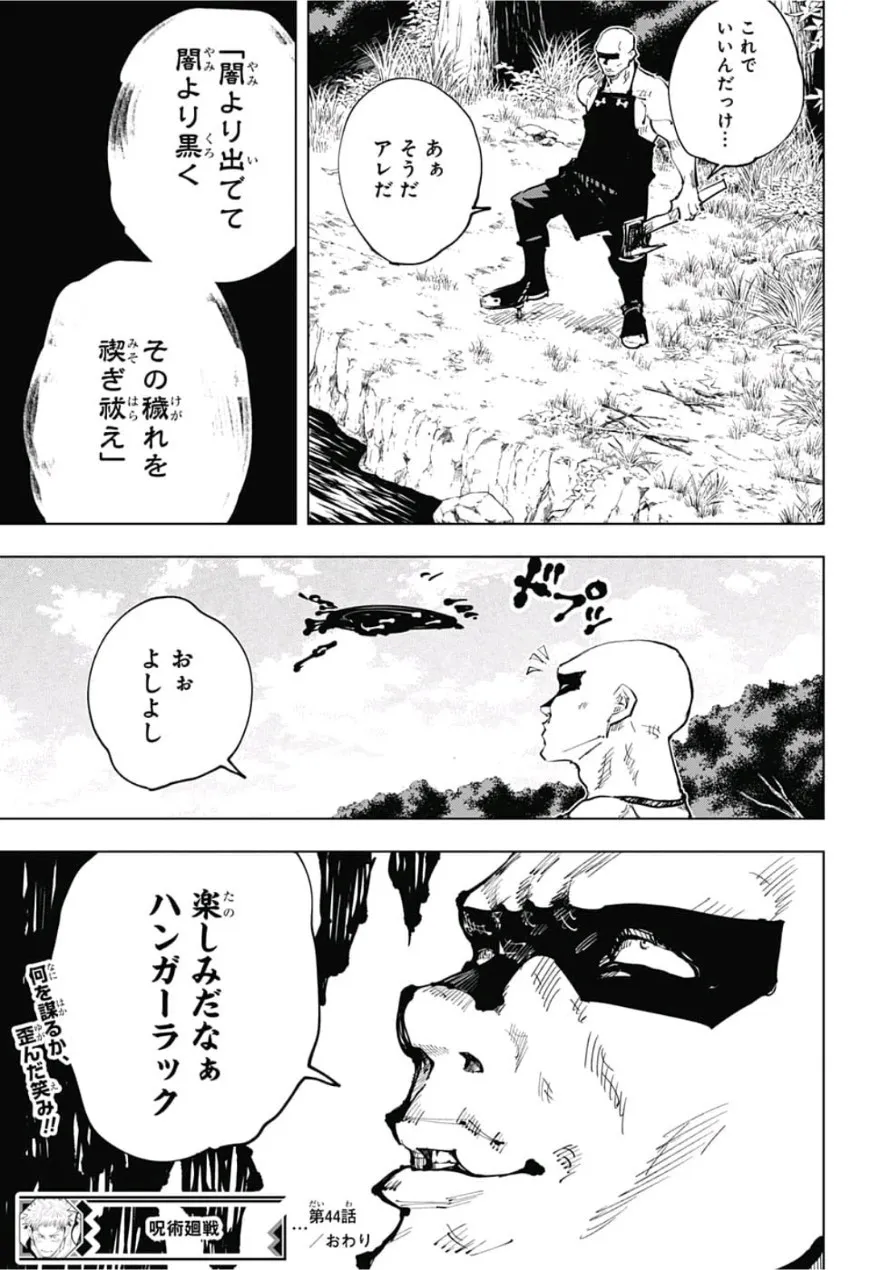 これで
いいんだっけ…
あぁ
そうだ
アレだ
「闇より出でて
闇より黒く
その穢れを
禊ぎ祓え」
ドプン
おぉ
よしよし
楽しみだなぁ
ハンガーラック
何を謀るか、
歪んだ笑み!!
呪術廻戦
…第44話
／おわり